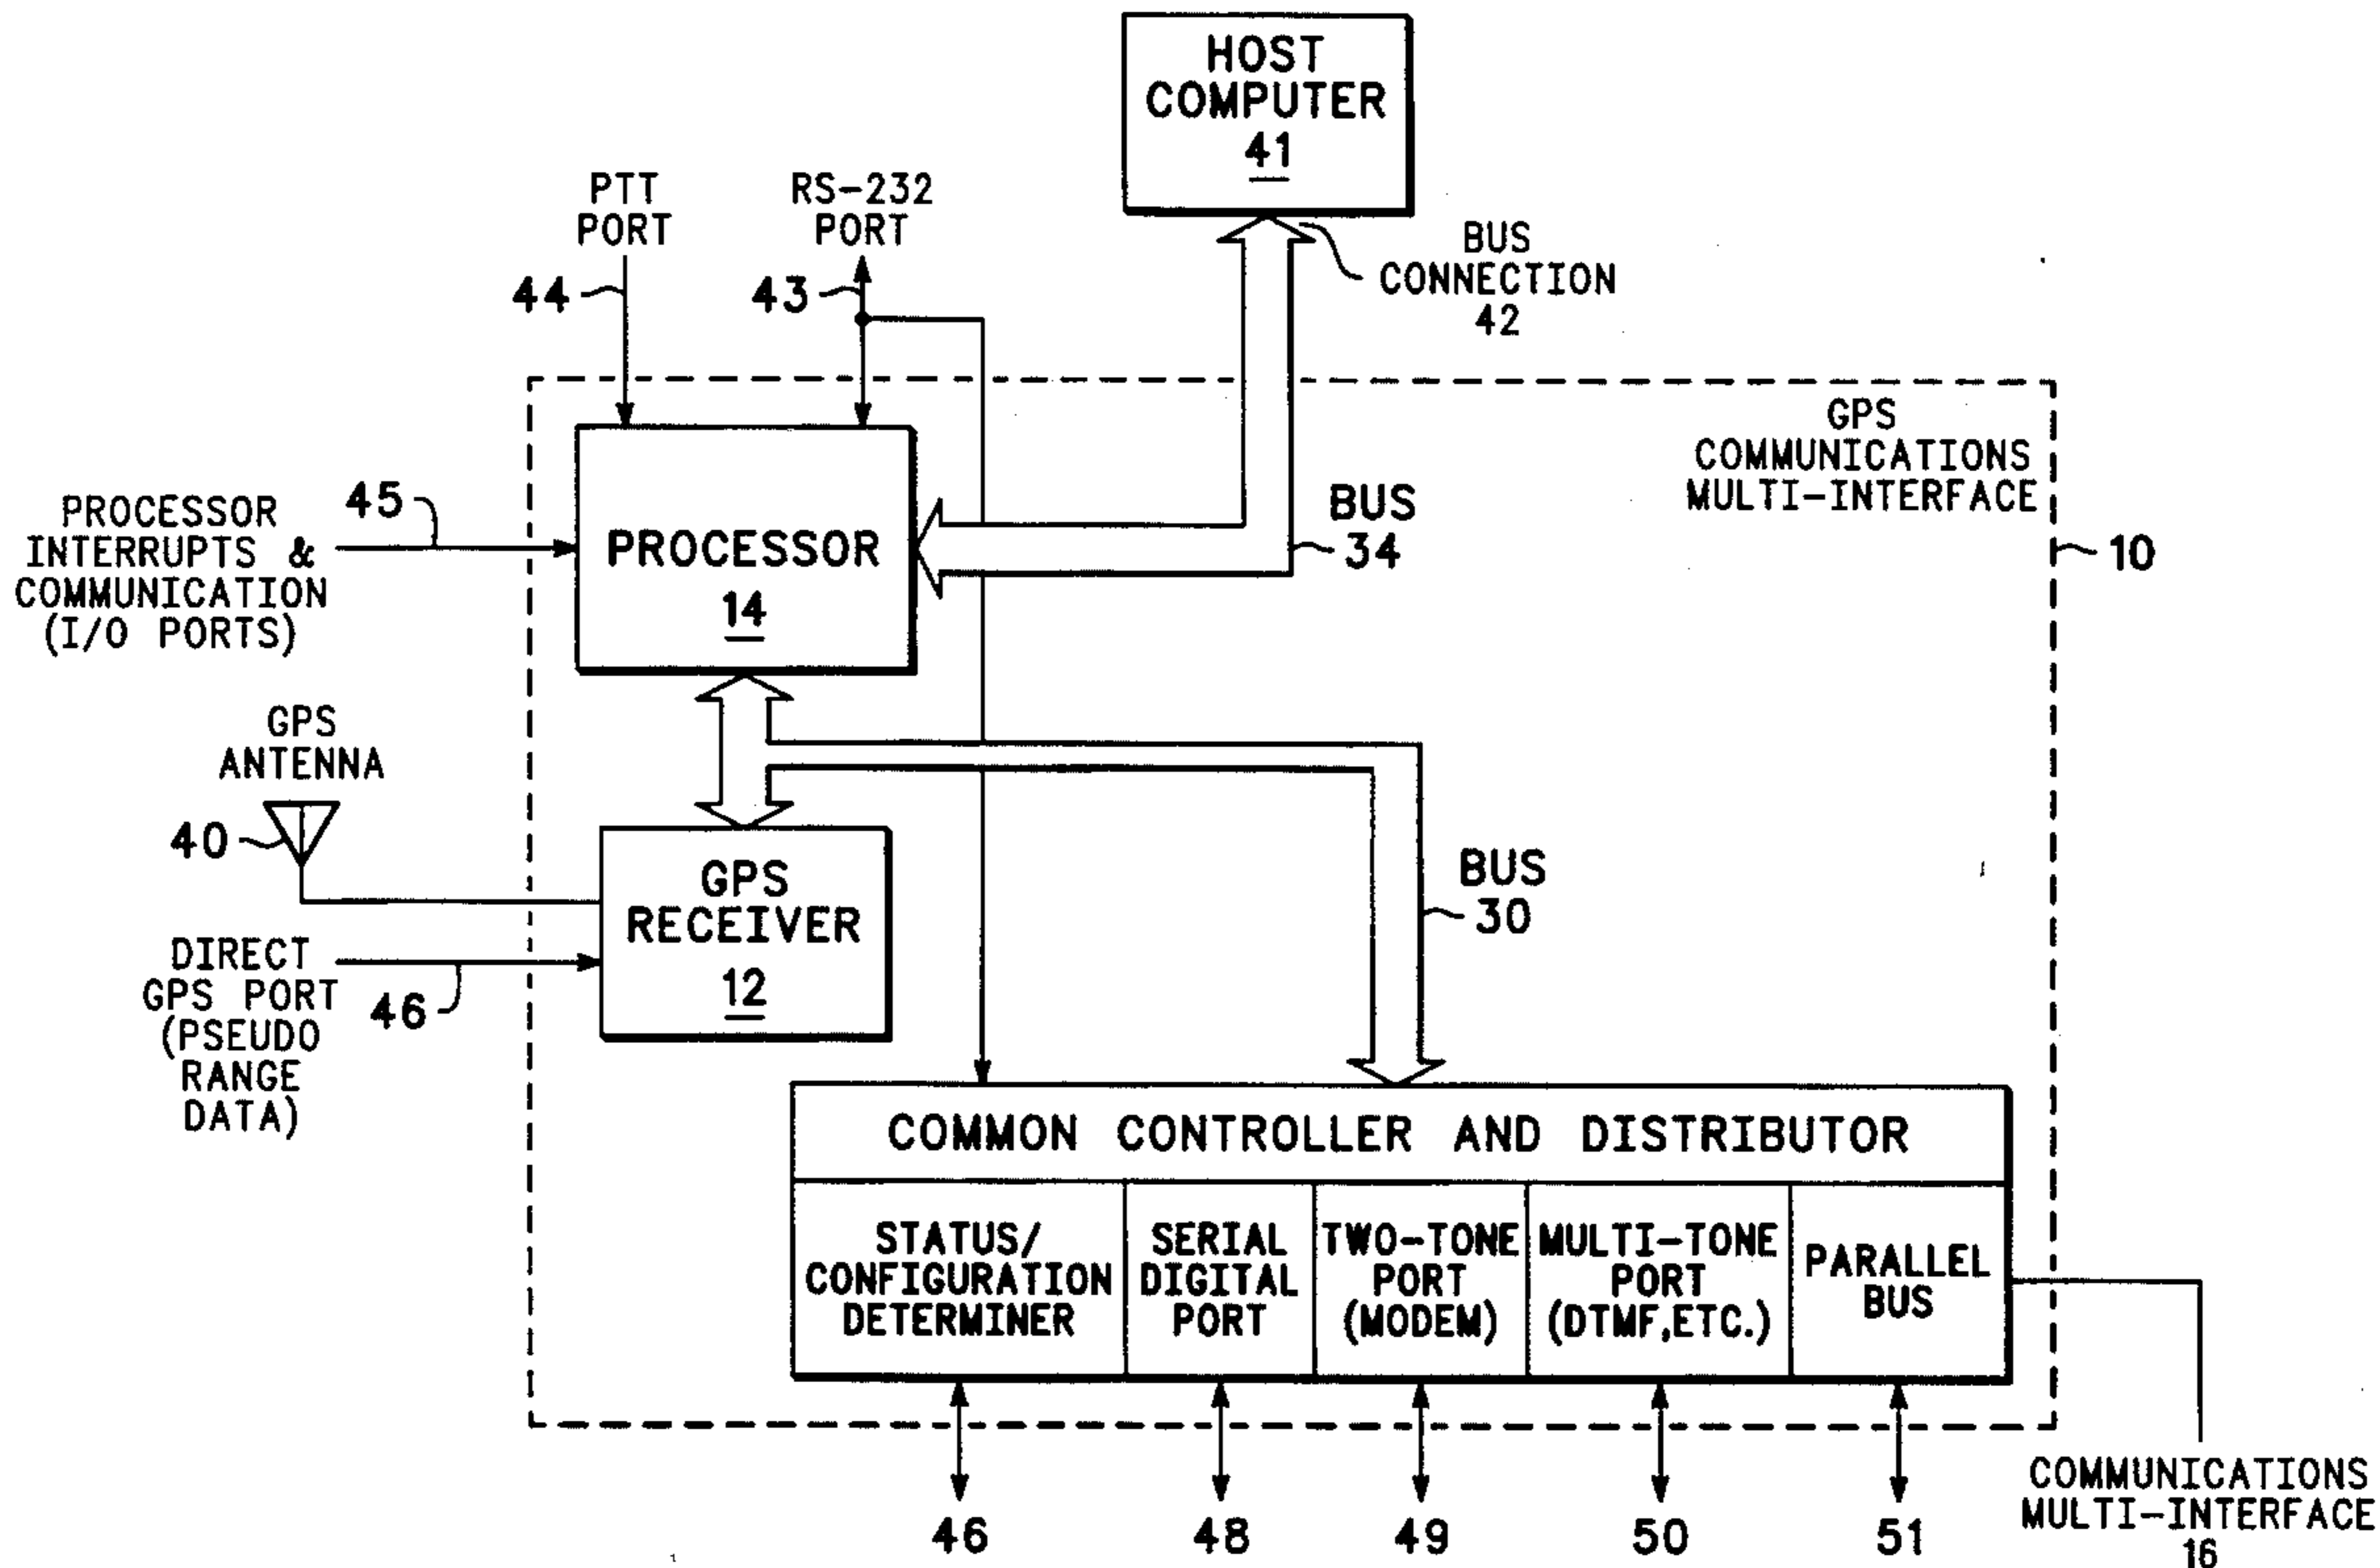 HOST
COMPUTER
41
PTT
PORT
RS-232
PORT
44
43
BUS
CONNECTION
42
GPS
COMMUNICATIONS
MULTI-INTERFACE
10
PROCESSOR
INTERRUPTS &
COMMUNICATION
(I/O PORTS)
45
PROCESSOR
14
BUS
34
GPS
ANTENNA
40
GPS
RECEIVER
12
BUS
30
DIRECT
GPS PORT
(PSEUDO
RANGE
DATA)
46
COMMON CONTROLLER AND DISTRIBUTOR
STATUS/
CONFIGURATION
DETERMINER
SERIAL
DIGITAL
PORT
TWO-TONE
PORT
(MODEM)
MULTI-TONE
PORT
(DTMF,ETC.)
PARALLEL
BUS
46
48
49
50
51
COMMUNICATIONS
MULTI-INTERFACE
16